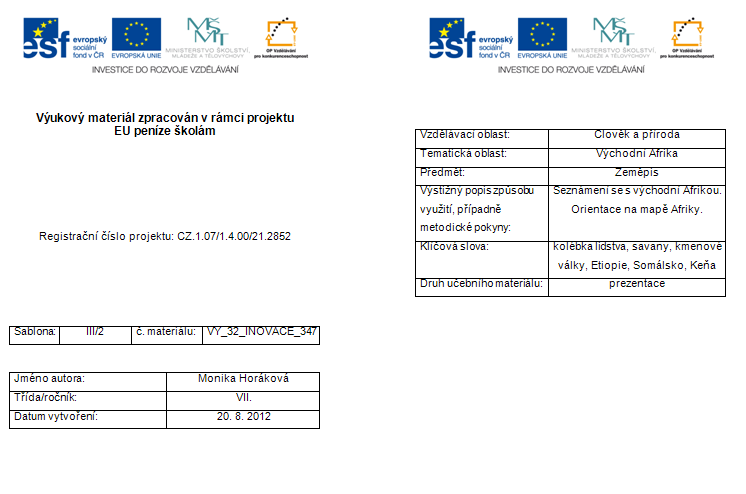 esf evropský sociální fond v ČR EVROPSKÁ UNIE MINISTERSTVO ŠKOLSTVÍ, MLÁDEŽE A TĚLOVÝCHOVY OP Vzdělávání pro konkurenceschopnost
INVESTICE DO ROZVOJE VZDĚLÁVÁNÍ
Výukový materiál zpracován v rámci projektu
EU peníze školám
Registrační číslo projektu: CZ.1.07/1.4.00/21.2852
Šablona: III/2 č. materiálu: VY_32_INOVACE_347
Jméno autora: Monika Horáková
Třída/ročník: VII.
Datum vytvoření: 20. 8. 2012
esf evropský sociální fond v ČR EVROPSKÁ UNIE MINISTERSTVO ŠKOLSTVÍ, MLÁDEŽE A TĚLOVÝCHOVY OP Vzdělávání pro konkurenceschopnost
INVESTICE DO ROZVOJE VZDĚLÁVÁNÍ
Vzdělávací oblast: Člověk a příroda
Tematická oblast: Východní Afrika
Předmět: Zeměpis
Výstižný popis způsobu Seznámení se s východní Afrikou.
využití, případně Orientace na mapě Afriky.
metodické pokyny:
Klíčová slova: kolébka lidstva, savany, kmenové
války, Etiopie, Somálsko, Keňa
Druh učebního materiálu: prezentace